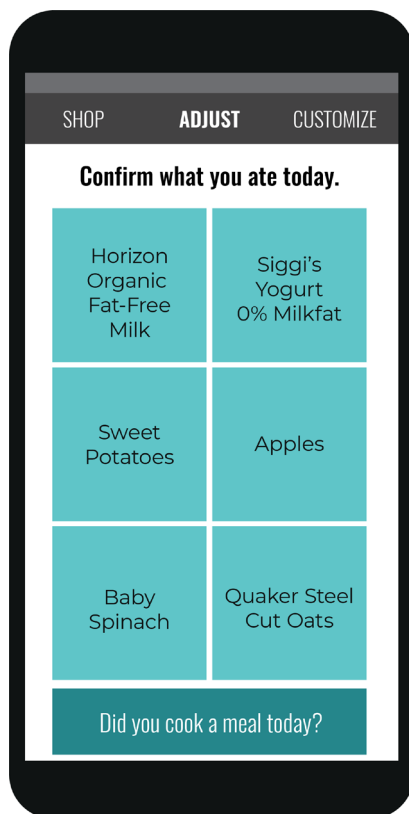 SHOP ADJUST CUSTOMIZE
Confirm what you ate today.
Horizon
Organic
Fat-Free
Milk
Siggi's
Yogurt
0% Milkfat
Sweet
Potatoes
Apples
Baby
Spinach
Quaker Steel
Cut Oats
Did you cook a meal today?